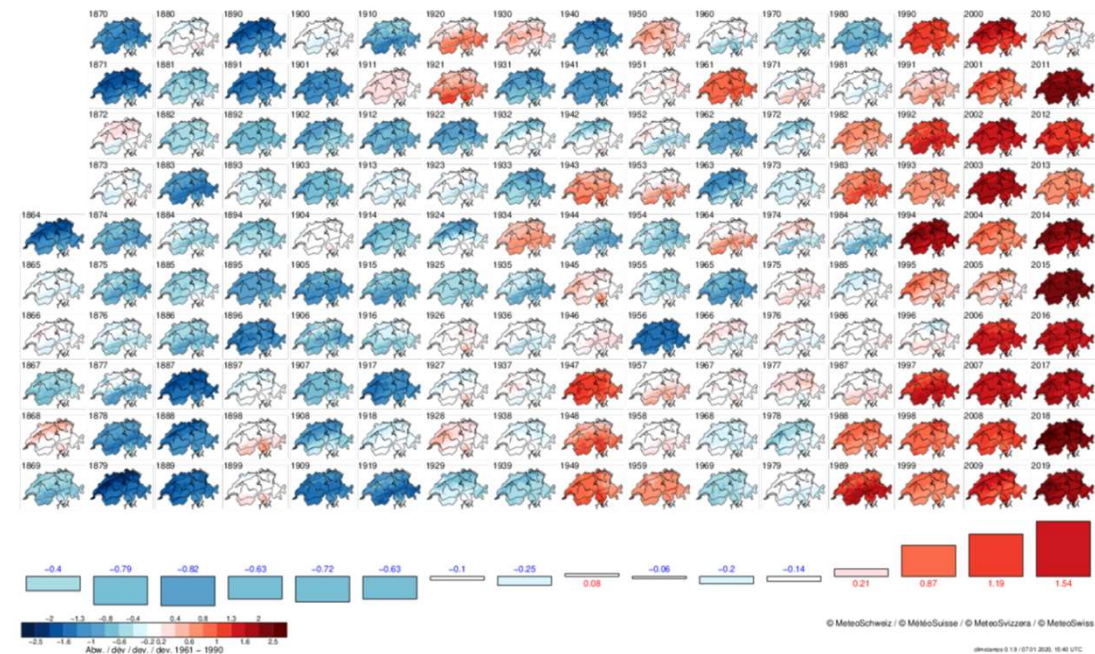 1870 1880 1890 1900 1910 1920 1930 1940 1950 1960 1970 1980 1990 2000 2010
1871 1881 1891 1901 1911 1921 1931 1941 1951 1961 1971 1981 1991 2001 2011
1872 1882 1892 1902 1912 1922 1932 1942 1952 1962 1972 1982 1992 2002 2012
1873 1883 1893 1903 1913 1923 1933 1943 1953 1963 1973 1983 1993 2003 2013
1864 1874 1884 1894 1904 1914 1924 1934 1944 1954 1964 1974 1984 1994 2004 2014
1865 1875 1885 1895 1905 1915 1925 1935 1945 1955 1965 1975 1985 1995 2005 2015
1866 1876 1886 1896 1906 1916 1926 1936 1946 1956 1966 1976 1986 1996 2006 2016
1867 1877 1887 1897 1907 1917 1927 1937 1947 1957 1967 1977 1987 1997 2007 2017
1868 1878 1888 1898 1908 1918 1928 1938 1948 1958 1968 1978 1988 1998 2008 2018
1869 1879 1889 1899 1909 1919 1929 1939 1949 1959 1969 1979 1989 1999 2009 2019
−0.4 −0.79 −0.82 −0.63 −0.72 −0.63 −0.1 −0.25 0.08 −0.06 −0.2 −0.14 0.21 0.87 1.19 1.54
−2 −1.3 −0.8 −0.4 0.4 0.8 1.3 2
−2.5 −1.6 −1 −0.6 −0.2 0.2 0.6 1 1.6 2.5
Abw. / dév / dev. / dev. 1961 − 1990
© MeteoSchweiz / © MétéoSuisse / © MeteoSvizzera / © MeteoSwiss
climstamps 0.1.9 / 07.01.2020, 15:40 UTC